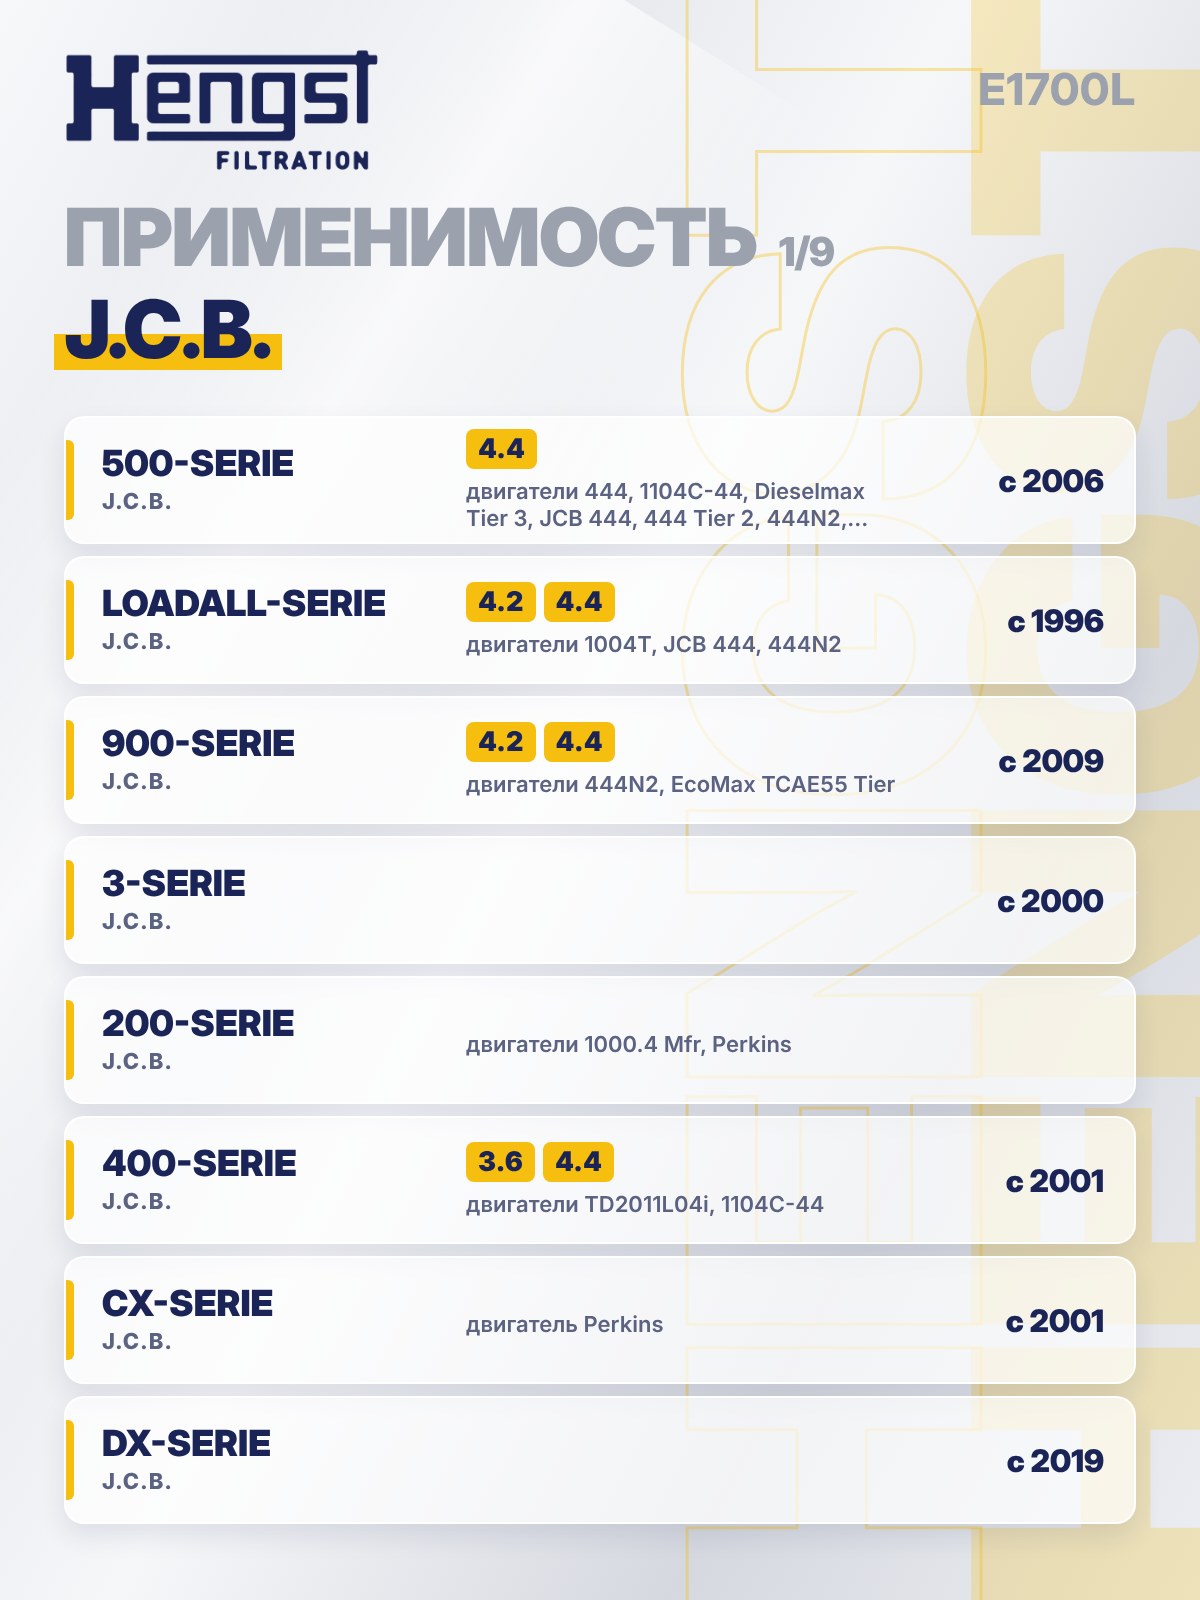 Hengst
FILTRATION
E1700L
ПРИМЕНИМОСТЬ 1/9
J.C.B.
500-SERIE
J.C.B.
4.4
двигатели 444, 1104C-44, Dieselmax
Tier 3, JCB 444, 444 Tier 2, 444N2,...
с 2006
LOADALL-SERIE
J.C.B.
4.2 4.4
двигатели 1004T, JCB 444, 444N2
с 1996
900-SERIE
J.C.B.
4.2 4.4
двигатели 444N2, EcoMax TCAE55 Tier
с 2009
3-SERIE
J.C.B.
с 2000
200-SERIE
J.C.B.
двигатели 1000.4 Mfr, Perkins
400-SERIE
J.C.B.
3.6 4.4
двигатели TD2011L04i, 1104C-44
с 2001
CX-SERIE
J.C.B.
двигатель Perkins
с 2001
DX-SERIE
J.C.B.
с 2019
HENGST
HENGST